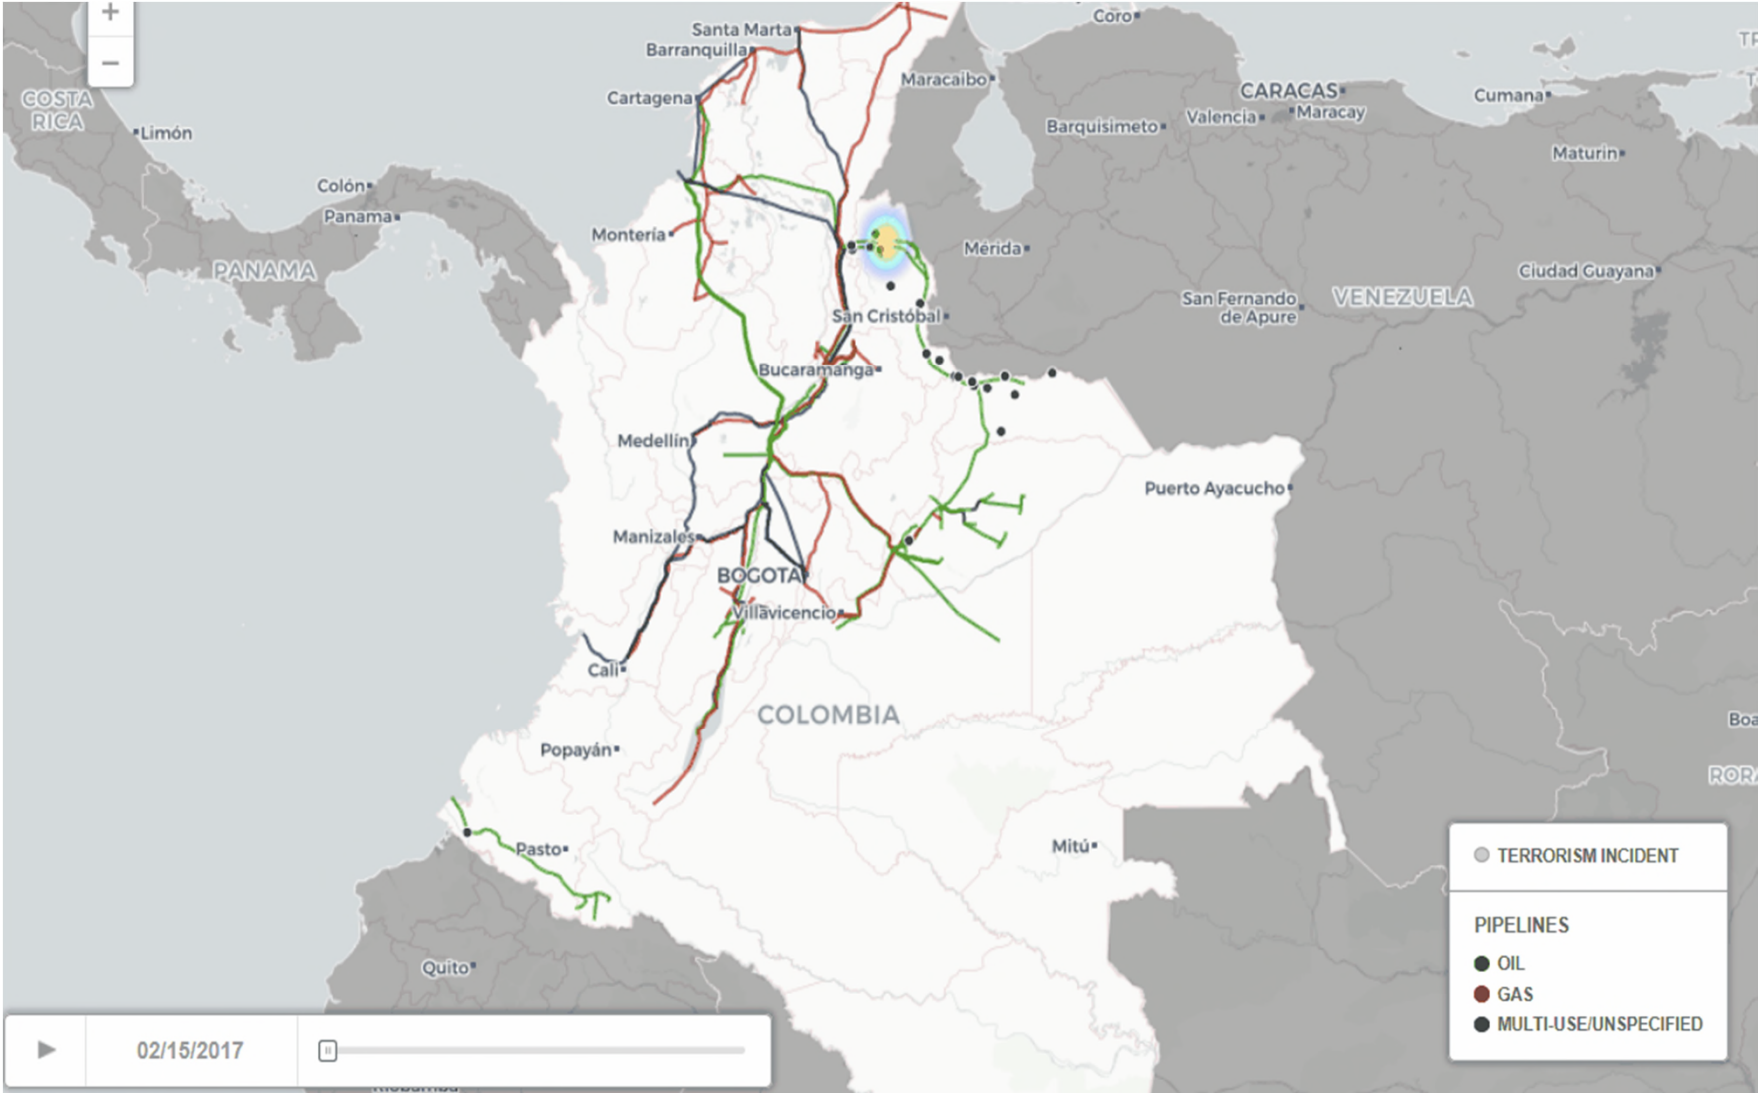 +
−
Coro
Santa Marta
Barranquilla
Maracaibo
CARACAS
Cumana
COSTA
RICA
Cartagena
Valencia
Maracay
Limón
Barquisimeto
Maturin
Colón
Panama
Montería
Mérida
PANAMA
Ciudad Guayana
San Fernando
de Apure
VENEZUELA
San Cristóbal
Bucaramanga
Medellín
Puerto Ayacucho
Manizales
BOGOTA
Villavicencio
Cali
COLOMBIA
Popayán
Boa
RORA
Pasto
Mitú
Quito
TERRORISM INCIDENT
PIPELINES
OIL
GAS
MULTI-USE/UNSPECIFIED
02/15/2017